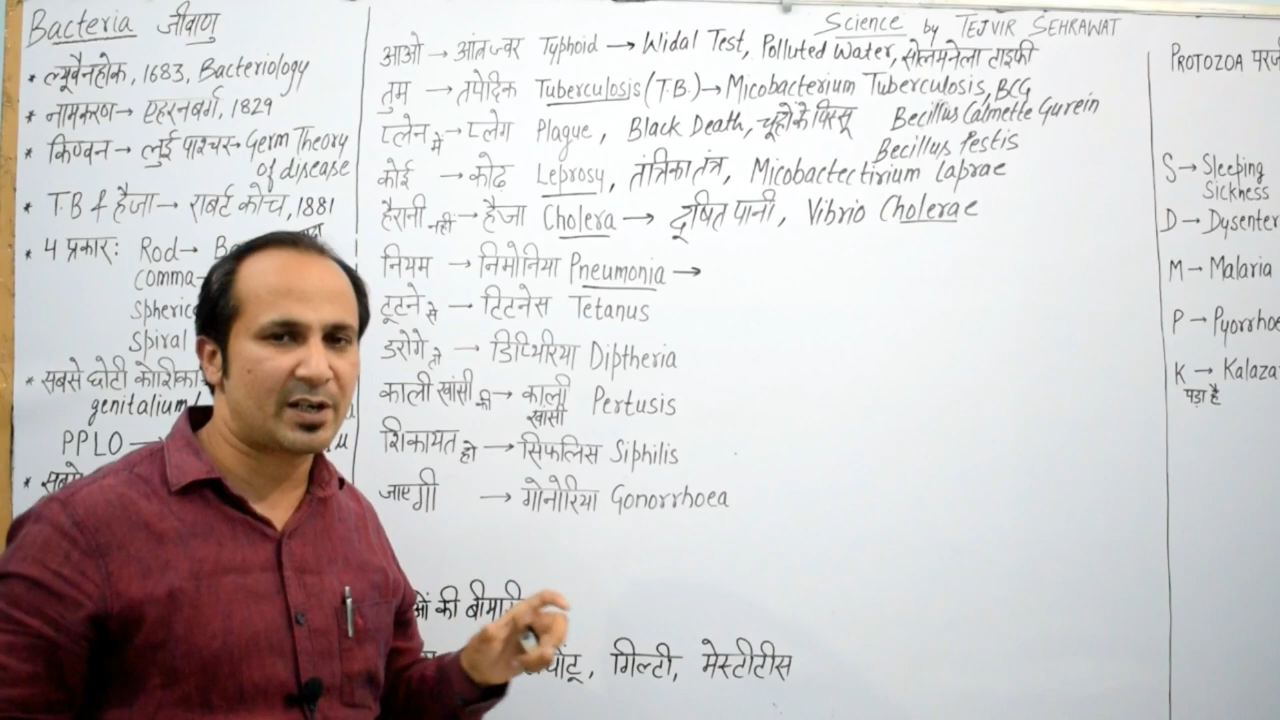 Bacteria जीवाणु
* ल्यूवैनहोक, 1683, Bacteriology
* नामकरण → एहरनबर्ग, 1829
* किण्वन → लुई पाश्चर → Germ Theory
of disease
* T.B & हैजा → राबर्ट कोच, 1881
* 4 प्रकार: Rod →
Comma
Spheric
Spiral
* सबसे छोटी कोशिका
genitalium
PPLO →
Science by TEJVIR SEHRAWAT
आओ → आंत्रज्वर Typhoid → Widal Test, Polluted Water, सोलमनेला टाइफी
तुम → तपेदिक Tuberculosis (T.B.) → Micobacterium Tuberculosis, BCG
Becillus Calmette Gurein
प्लेन में → प्लेग Plague, Black Death, चूहों के पिस्सू
Becillus Pestis
कोई → कोढ Leprosy, तंत्रिका तंत्र, Micobactectirium Laprae
हैरानी नहीं → हैजा Cholera → दूषित पानी, Vibrio Cholerae
नियम → निमोनिया Pneumonia →
टूटने से → टिटनेस Tetanus
डरोगे तो → डिप्थिरिया Diptheria
काली खांसी की → काली खांसी Pertusis
शिकायत हो → सिफलिस Siphilis
जाएगी → गोनोरिया Gonorrhoea
ओं की बीमारी
गिल्टी, मेस्टीटीस
PROTOZOA
S → Sleeping
Sickness
D → Dysenter
M → Malaria
P → Pyorrhoe
K → Kalaza
पड़ा है